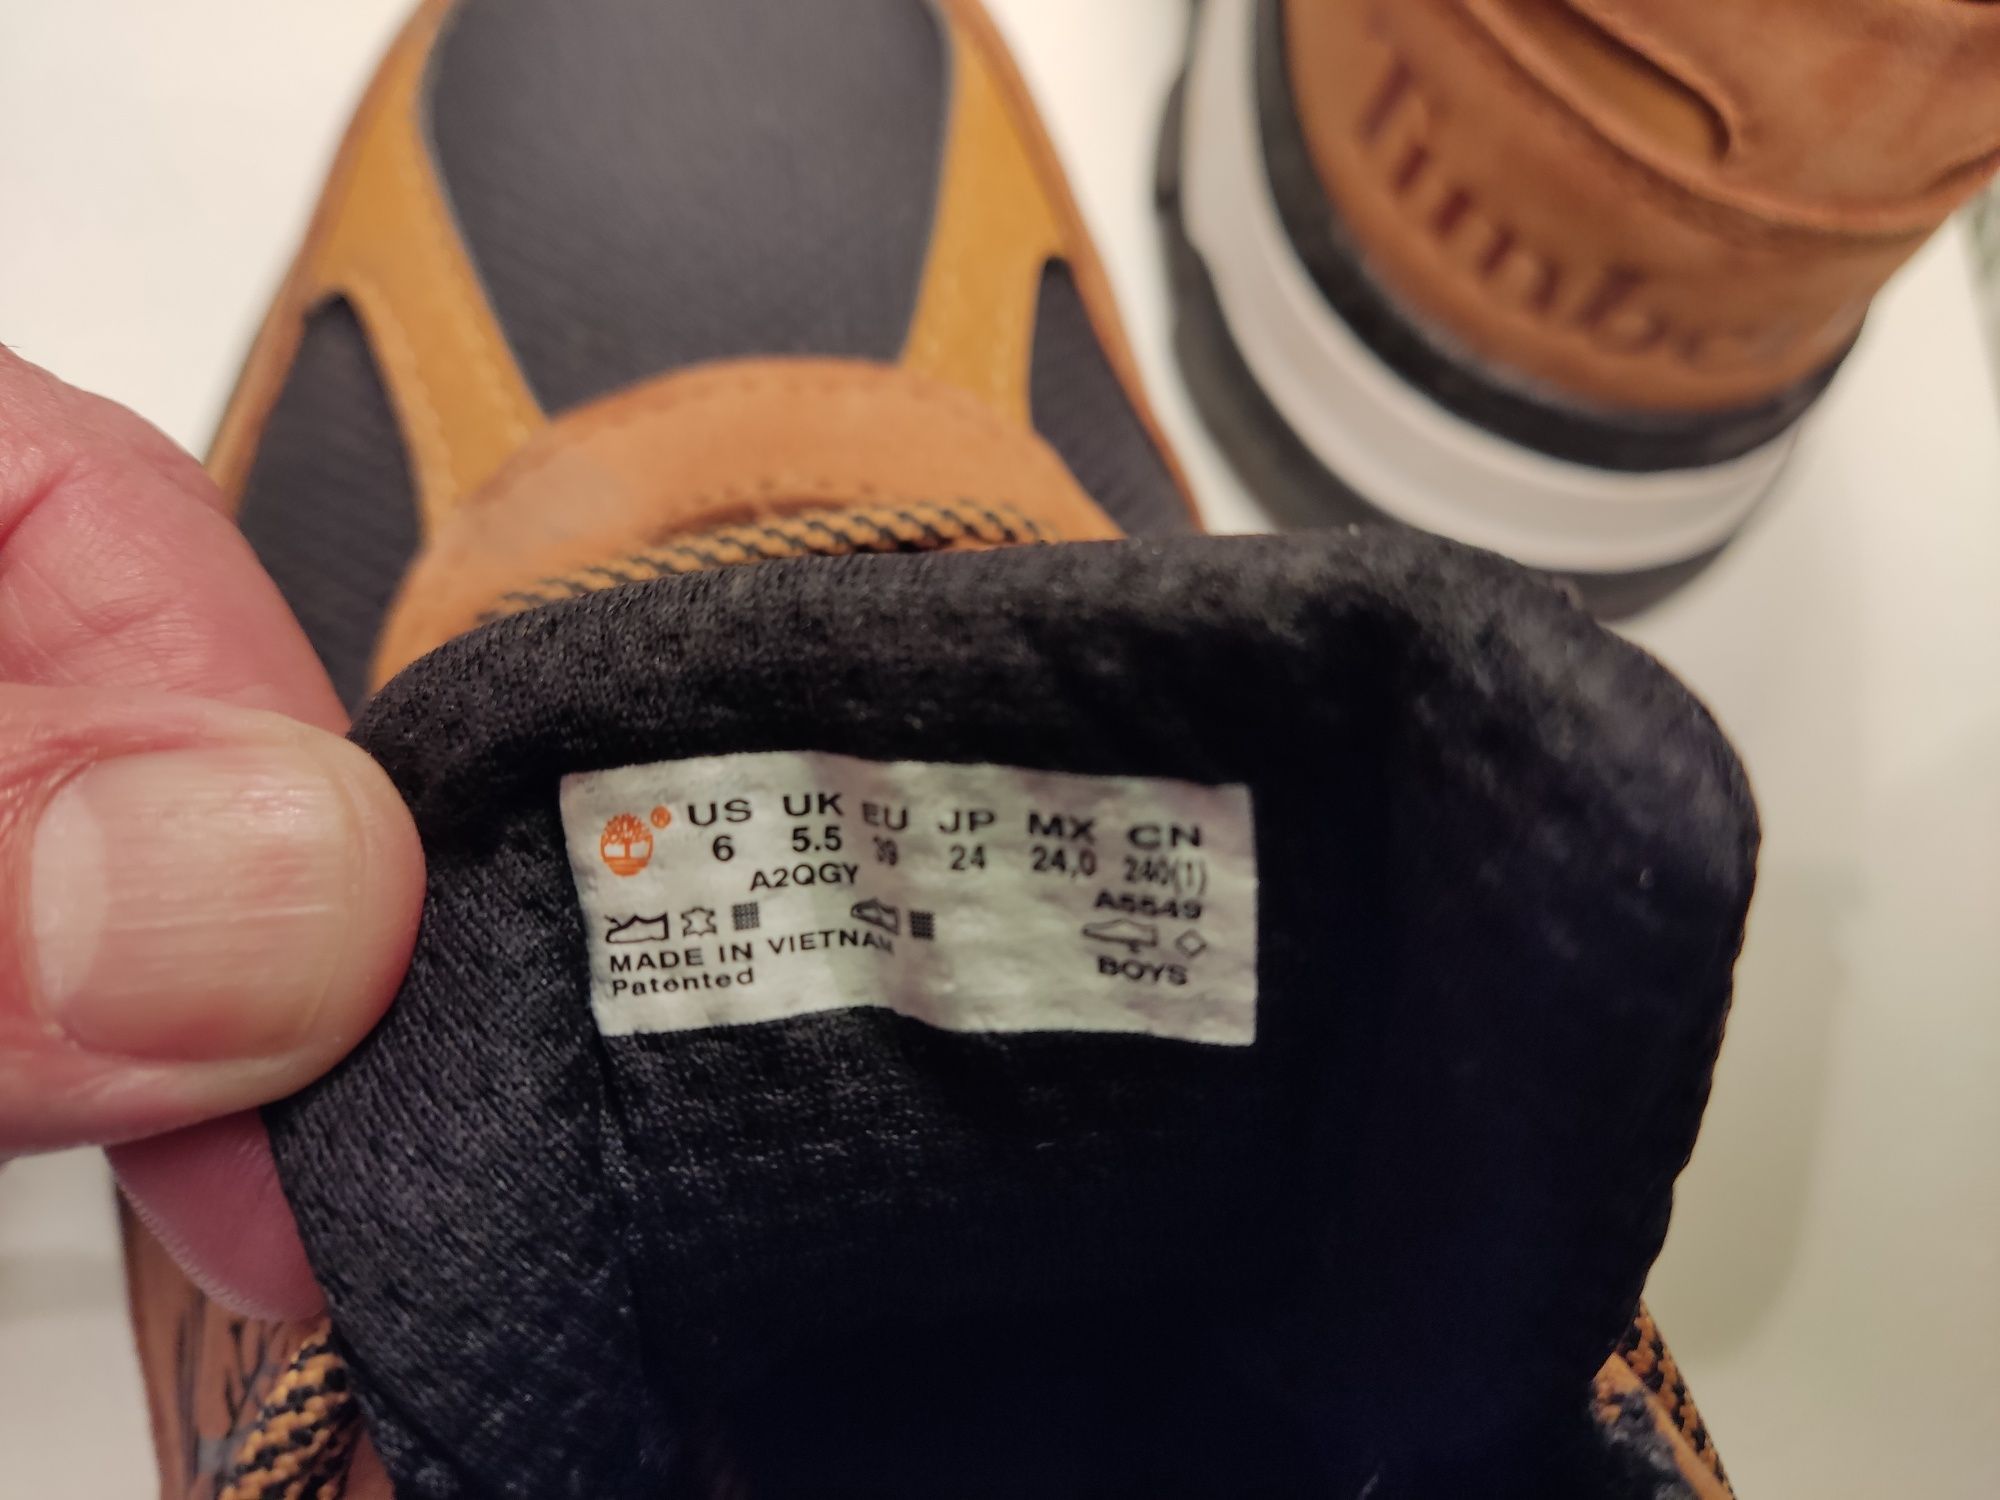 Timbe
® US UK EU JP MX CN
6 5.5 39 24 24,0 240(1)
A2QGY A5549
MADE IN VIETNAM BOYS
Patented